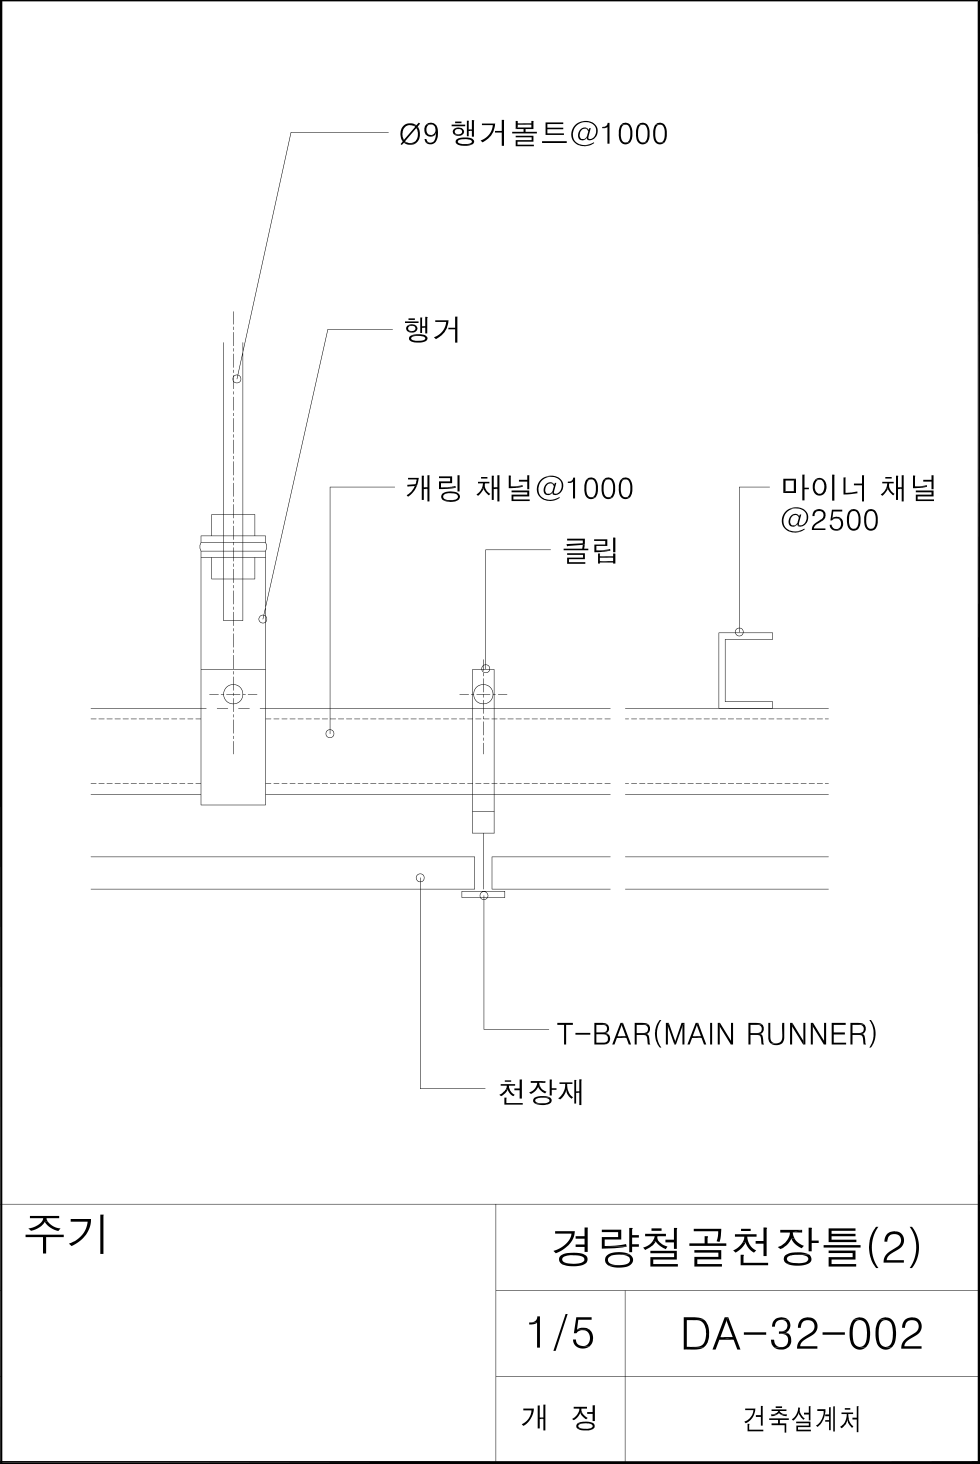 Ø9 행거볼트@1000
행거
캐링 채널@1000
마이너 채널
@2500
클립
T-BAR(MAIN RUNNER)
천장재
주기
경량철골천장틀(2)
1/5
DA-32-002
개 정
건축설계처